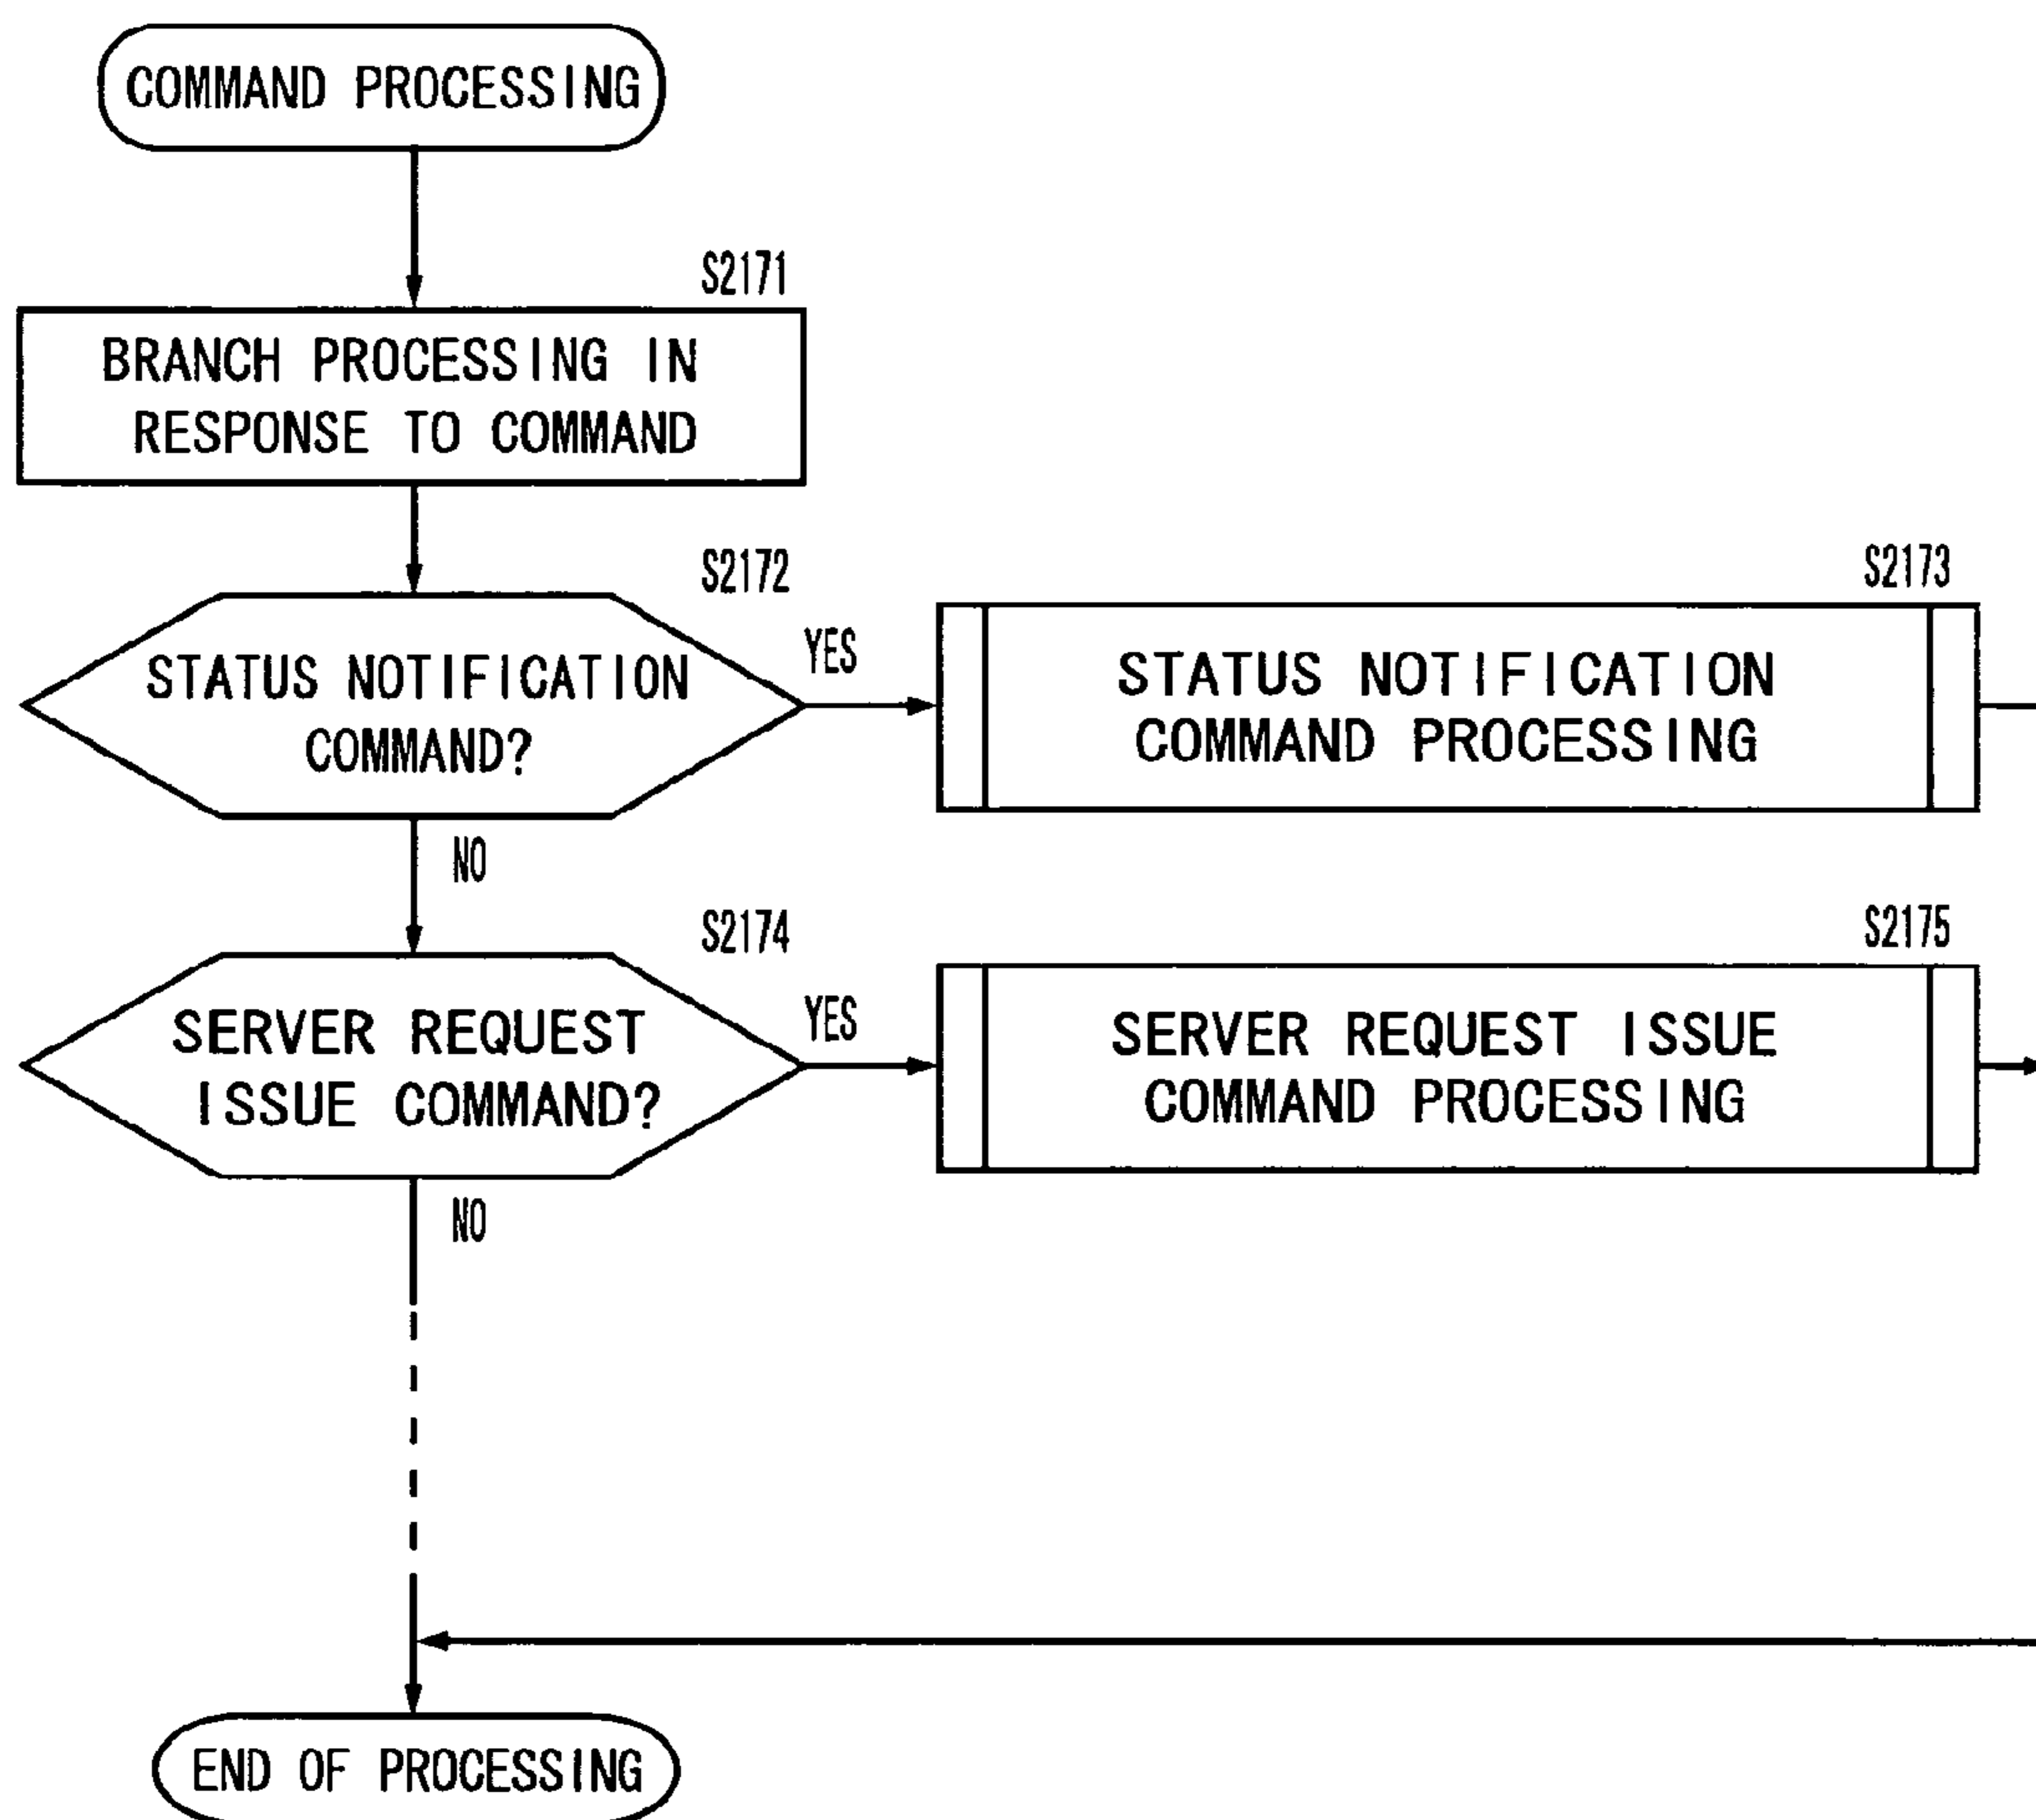 COMMAND PROCESSING
S2171
BRANCH PROCESSING IN
RESPONSE TO COMMAND
S2172
STATUS NOTIFICATION
COMMAND?
YES
S2173
STATUS NOTIFICATION
COMMAND PROCESSING
NO
S2174
SERVER REQUEST
ISSUE COMMAND?
YES
S2175
SERVER REQUEST ISSUE
COMMAND PROCESSING
NO
END OF PROCESSING